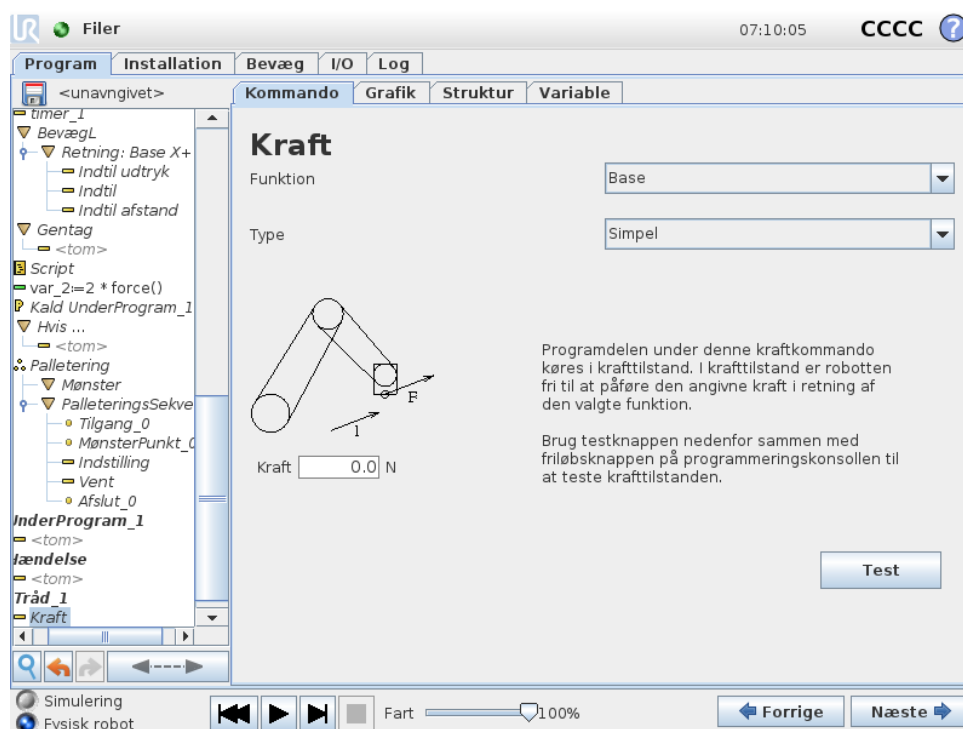 UR Filer 07:10:05 CCCC ?
Program Installation Bevæg I/O Log
<unavngivet>
Kommando Grafik Struktur Variable
timer_1
BevægL
Retning: Base X+
Indtil udtryk
Indtil
Indtil afstand
Gentag
<tom>
Script
var_2:=2 * force()
Kald UnderProgram_1
Hvis ...
<tom>
Palletering
Mønster
PalleteringsSekve
Tilgang_0
MønsterPunkt_0
Indstilling
Vent
Afslut_0
UnderProgram_1
<tom>
Hændelse
<tom>
Tråd_1
Kraft
Kraft
Funktion
Base
Type
Simpel
F
1
Kraft 0.0 N
Programdelen under denne kraftkommando
køres i krafttilstand. I krafttilstand er robotten
fri til at påføre den angivne kraft i retning af
den valgte funktion.
Brug testknappen nedenfor sammen med
friløbsknappen på programmeringskonsollen til
at teste krafttilstanden.
Test
Simulering
Fysisk robot
Fart 100%
Forrige
Næste